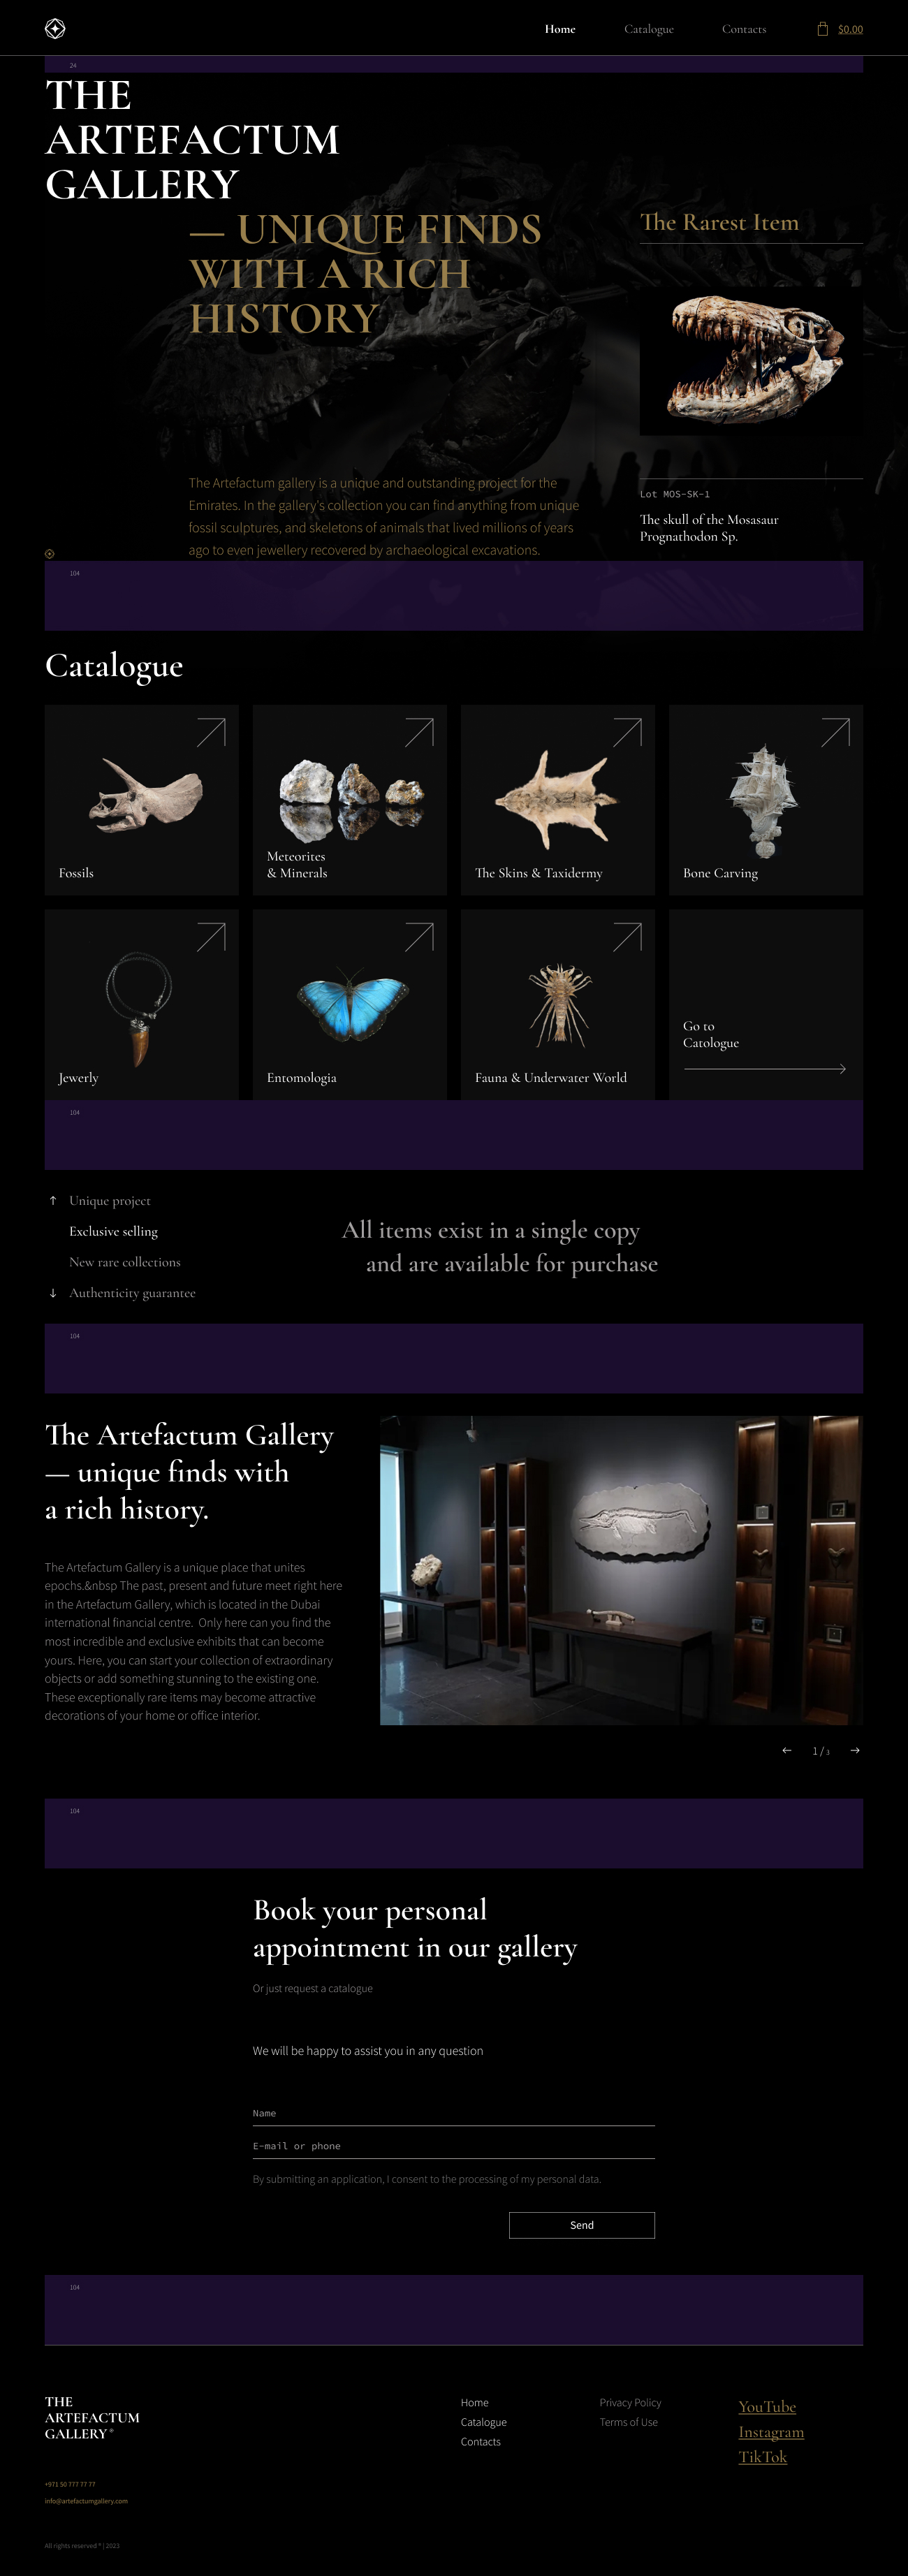 Home Catalogue Contacts $0.00
24
THE
ARTEFACTUM
GALLERY
— UNIQUE FINDS
WITH A RICH
HISTORY
The Rarest Item
The Artefactum gallery is a unique and outstanding project for the
Emirates. In the gallery's collection you can find anything from unique
fossil sculptures, and skeletons of animals that lived millions of years
ago to even jewellery recovered by archaeological excavations.
Lot MOS-SK-1
The skull of the Mosasaur
Prognathodon Sp.
104
Catalogue
Fossils
Meteorites
& Minerals
The Skins & Taxidermy
Bone Carving
Jewerly
Entomologia
Fauna & Underwater World
Go to
Catologue
104
Unique project
Exclusive selling
New rare collections
Authenticity guarantee
All items exist in a single copy
and are available for purchase
104
The Artefactum Gallery
— unique finds with
a rich history.
The Artefactum Gallery is a unique place that unites
epochs.&nbsp The past, present and future meet right here
in the Artefactum Gallery, which is located in the Dubai
international financial centre. Only here can you find the
most incredible and exclusive exhibits that can become
yours. Here, you can start your collection of extraordinary
objects or add something stunning to the existing one.
These exceptionally rare items may become attractive
decorations of your home or office interior.
1 / 3
104
Book your personal
appointment in our gallery
Or just request a catalogue
We will be happy to assist you in any question
Name
E-mail or phone
By submitting an application, I consent to the processing of my personal data.
Send
104
THE
ARTEFACTUM
GALLERY ®
+971 50 777 77 77
info@artefactumgallery.com
All rights reserved ® | 2023
Home
Catalogue
Contacts
Privacy Policy
Terms of Use
YouTube
Instagram
TikTok